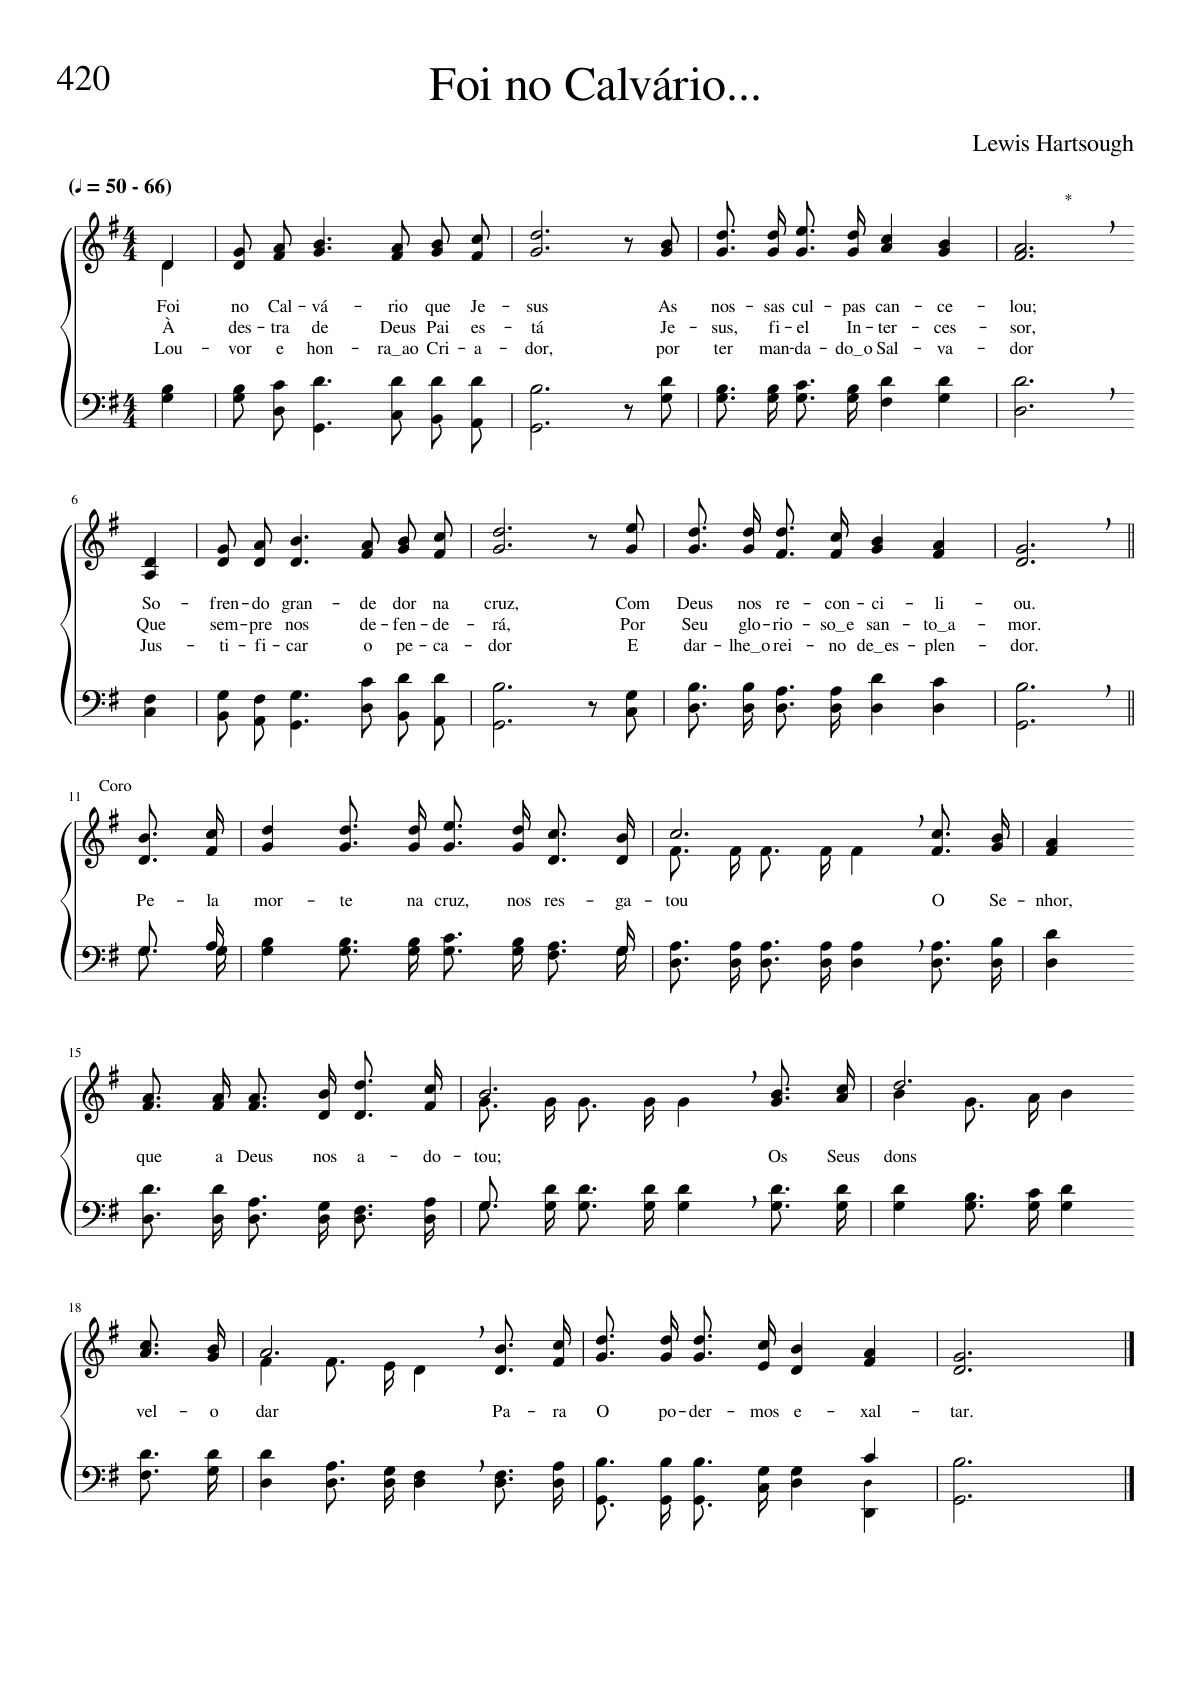 420
Foi no Calvário...
Lewis Hartsough
(♩ = 50 - 66)
*
Foi no Cal - vá - rio que Je - sus As nos - sas cul - pas can - ce - lou;
À des - tra de Deus Pai es - tá Je - sus, fi - el In - ter - ces - sor,
Lou - vor e hon - ra_ao Cri - a - dor, por ter man - da - do_o Sal - va - dor
6
So - fren - do gran - de dor na cruz, Com Deus nos re - con - ci - li - ou.
Que sem - pre nos de - fen - de - rá, Por Seu glo - rio - so_e san - to_a - mor.
Jus - ti - fi - car o pe - ca - dor E dar - lhe_o rei - no de_es - plen - dor.
Coro
11
Pe - la mor - te na cruz, nos res - ga - tou O Se - nhor,
15
que a Deus nos a - do - tou; Os Seus dons
18
vel - o dar Pa - ra O po - der - mos e - xal - tar.